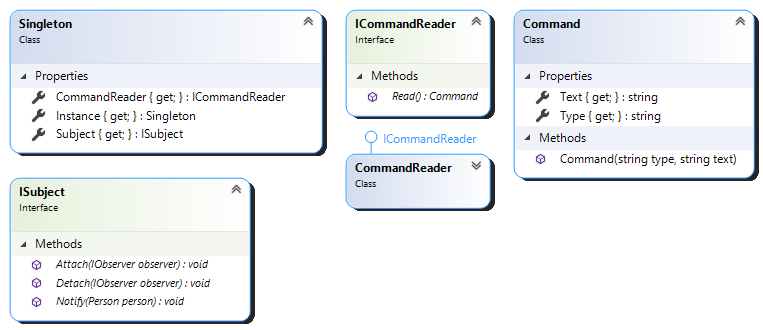 Singleton
Class
Properties
CommandReader { get; } : ICommandReader
Instance { get; } : Singleton
Subject { get; } : ISubject
ICommandReader
Interface
Methods
Read() : Command
ICommandReader
CommandReader
Class
Command
Class
Properties
Text { get; } : string
Type { get; } : string
Methods
Command(string type, string text)
ISubject
Interface
Methods
Attach(IObserver observer) : void
Detach(IObserver observer) : void
Notify(Person person) : void